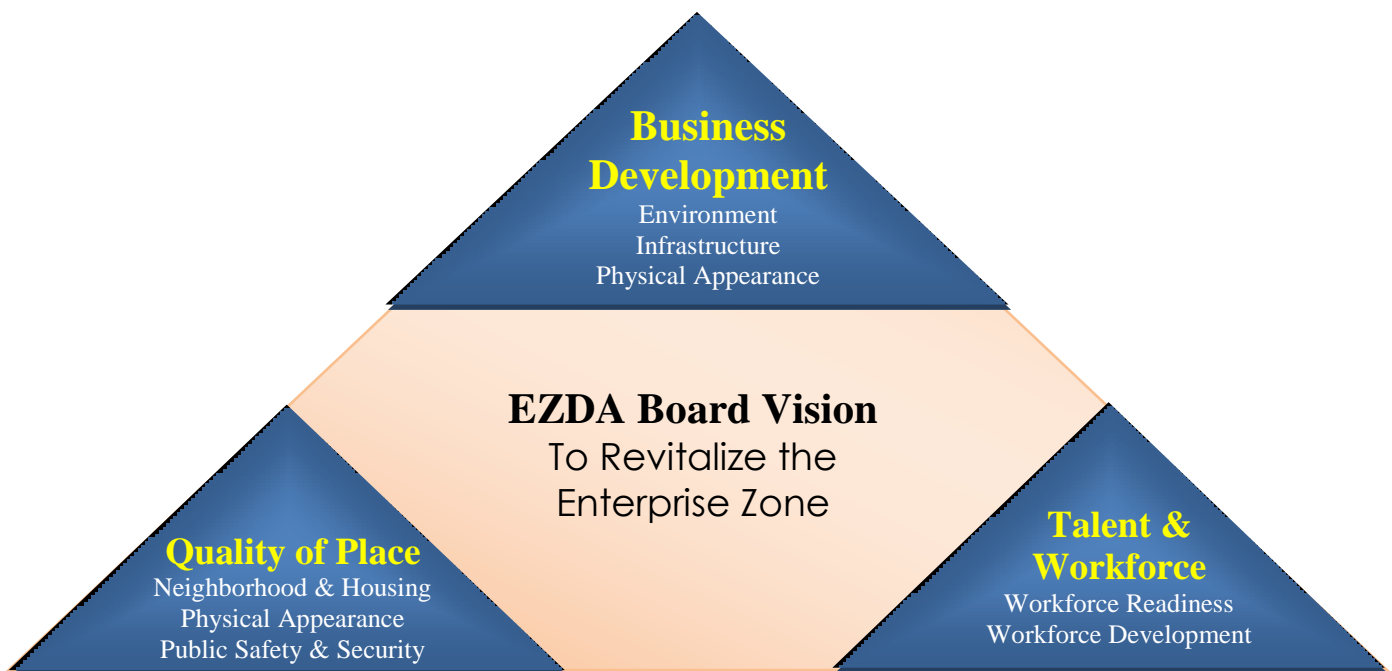 Business
Development
Environment
Infrastructure
Physical Appearance
EZDA Board Vision
To Revitalize the
Enterprise Zone
Quality of Place
Neighborhood & Housing
Physical Appearance
Public Safety & Security
Talent &
Workforce
Workforce Readiness
Workforce Development